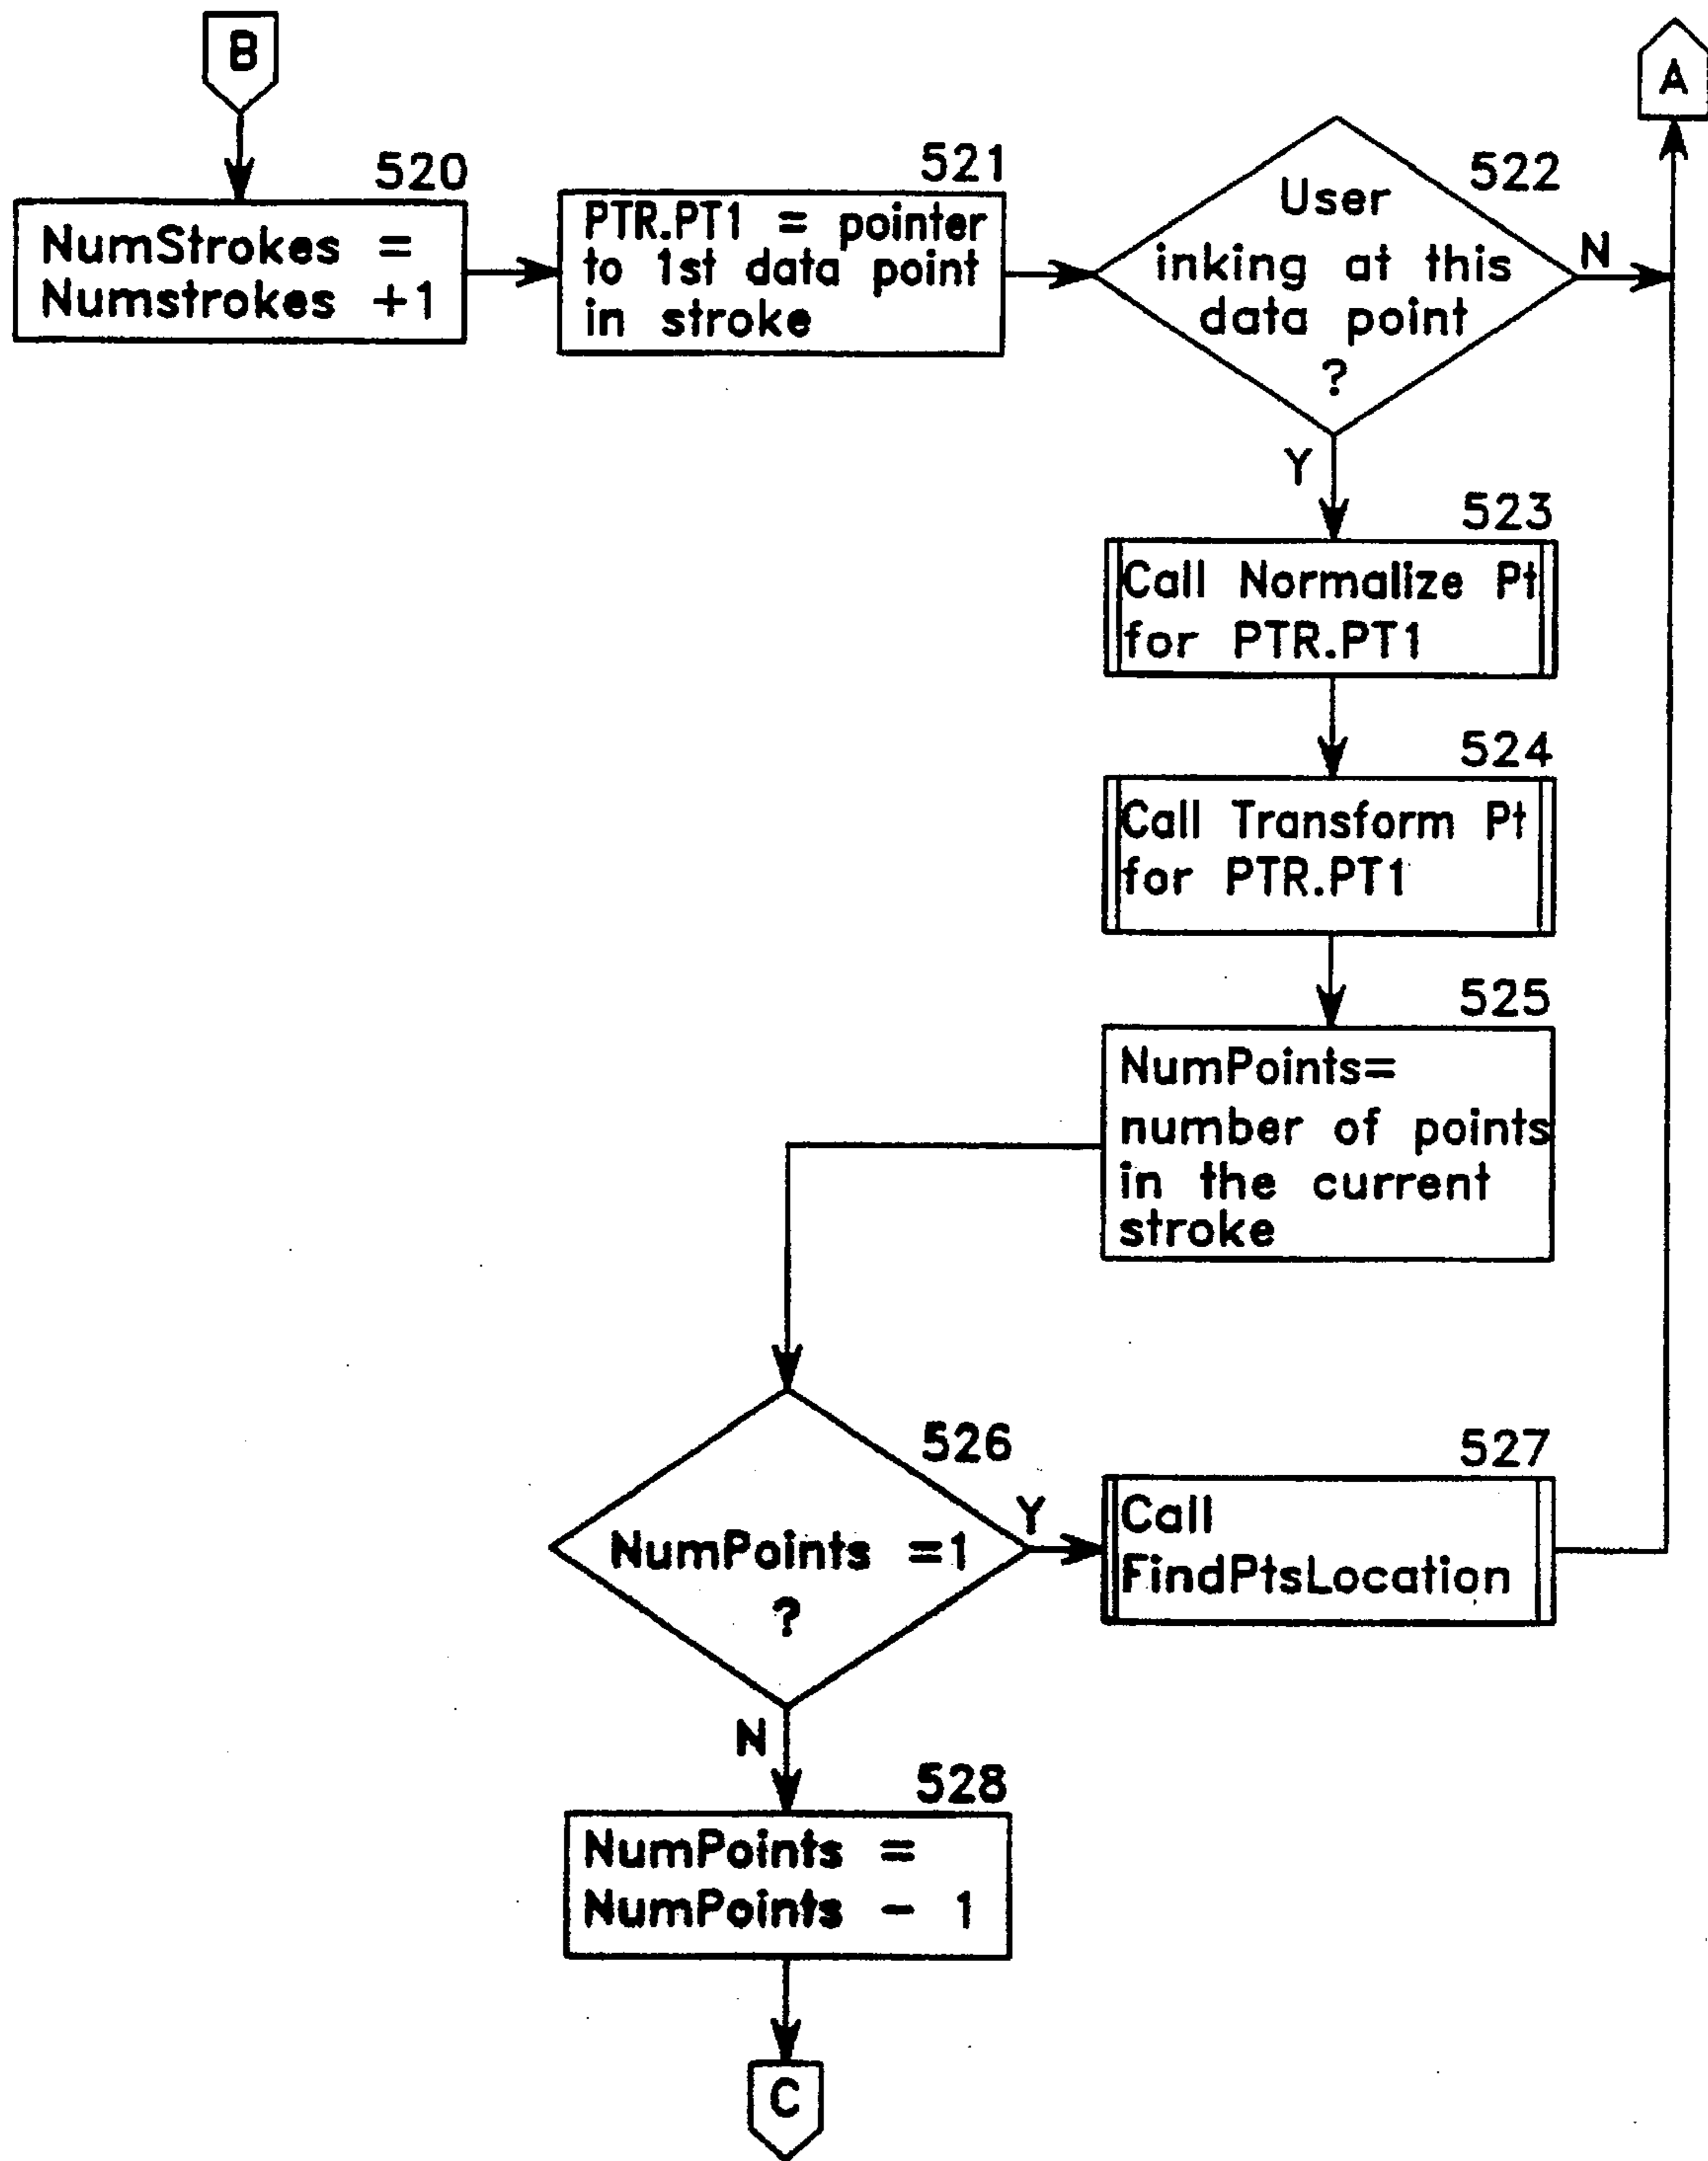 B
A
520
NumStrokes =
Numstrokes +1
521
PTR.PT1 = pointer
to 1st data point
in stroke
522
User
inking at this
data point
?
N
Y
523
Call Normalize Pt
for PTR.PT1
524
Call Transform Pt
for PTR.PT1
525
NumPoints=
number of points
in the current
stroke
526
NumPoints =1
?
Y
527
Call
FindPtsLocation
N
528
NumPoints =
NumPoints - 1
C